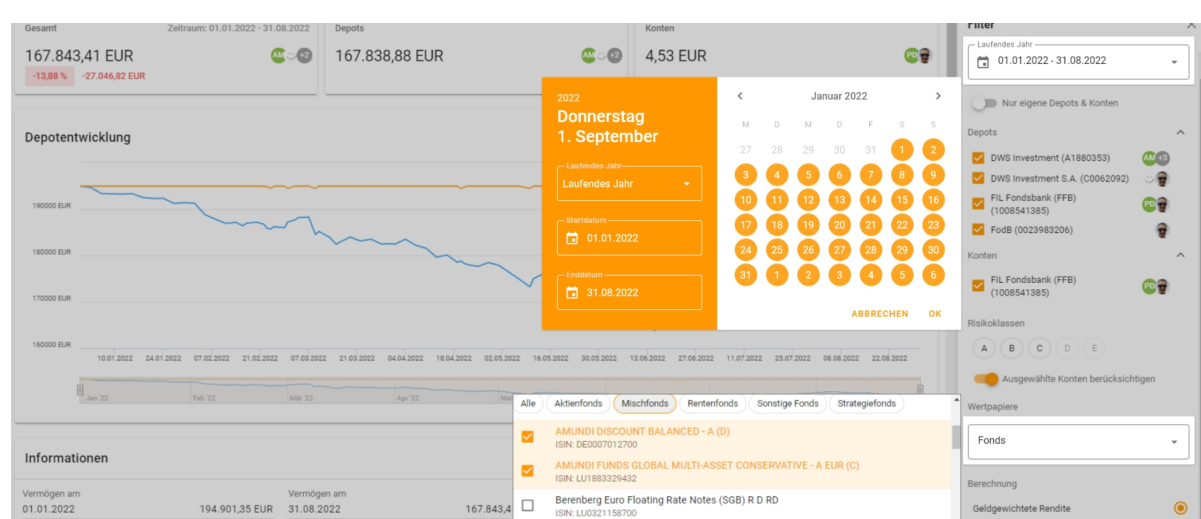 Gesamt
Zeitraum: 01.01.2022 - 31.08.2022
167.843,41 EUR
AM
+2
-13,88 %
-27.046,82 EUR
Depots
167.838,88 EUR
AM
+2
Konten
4,53 EUR
PD
Depotentwicklung
190000 EUR
180000 EUR
170000 EUR
160000 EUR
10.01.2022 24.01.2022 07.02.2022 21.02.2022 07.03.2022 21.03.2022 04.04.2022 18.04.2022 02.05.2022 16.05.2022 30.05.2022 13.06.2022 27.06.2022 11.07.2022 25.07.2022 08.08.2022 22.08.2022
Jan '22 Feb '22 Mär '22 Apr '22
Informationen
Vermögen am
01.01.2022
194.901,35 EUR
Vermögen am
31.08.2022
167.843,4
2022
Donnerstag
1. September
Laufendes Jahr
Laufendes Jahr
Startdatum
01.01.2022
Enddatum
31.08.2022
Januar 2022
M D M D F S S
27 28 29 30 31 1 2
3 4 5 6 7 8 9
10 11 12 13 14 15 16
17 18 19 20 21 22 23
24 25 26 27 28 29 30
31 1 2 3 4 5 6
ABBRECHEN OK
Alle Aktienfonds Mischfonds Rentenfonds Sonstige Fonds Strategiefonds
AMUNDI DISCOUNT BALANCED - A (D)
ISIN: DE0007012700
AMUNDI FUNDS GLOBAL MULTI-ASSET CONSERVATIVE - A EUR (C)
ISIN: LU1883329432
Berenberg Euro Floating Rate Notes (SGB) R D RD
ISIN: LU0321158700
Filter
Laufendes Jahr
01.01.2022 - 31.08.2022
Nur eigene Depots & Konten
Depots
DWS Investment (A1880353)
AM +3
DWS Investment S.A. (C0062092)
FIL Fondsbank (FFB)
(1008541385)
PD
FodB (0023983206)
Konten
FIL Fondsbank (FFB)
(1008541385)
PD
Risikoklassen
A B C D E
Ausgewählte Konten berücksichtigen
Wertpapiere
Fonds
Berechnung
Geldgewichtete Rendite